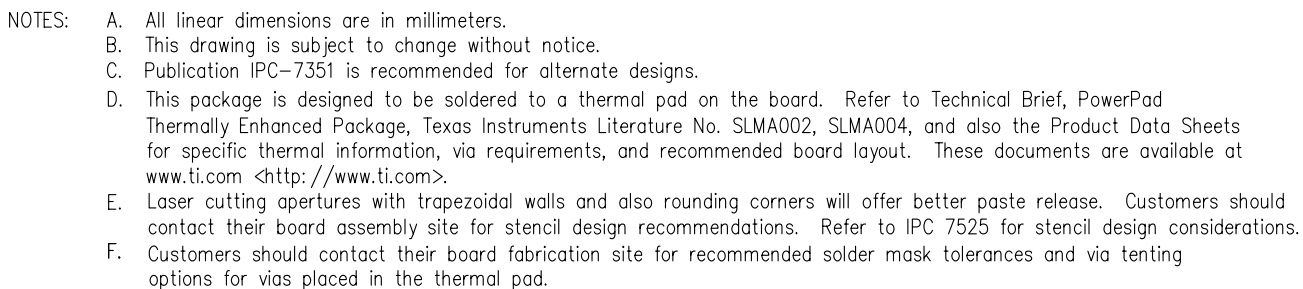 NOTES: A. All linear dimensions are in millimeters.
B. This drawing is subject to change without notice.
C. Publication IPC-7351 is recommended for alternate designs.
D. This package is designed to be soldered to a thermal pad on the board. Refer to Technical Brief, PowerPad
Thermally Enhanced Package, Texas Instruments Literature No. SLMA002, SLMA004, and also the Product Data Sheets
for specific thermal information, via requirements, and recommended board layout. These documents are available at
www.ti.com <http: //www.ti.com>.
E. Laser cutting apertures with trapezoidal walls and also rounding corners will offer better paste release. Customers should
contact their board assembly site for stencil design recommendations. Refer to IPC 7525 for stencil design considerations.
F. Customers should contact their board fabrication site for recommended solder mask tolerances and via tenting
options for vias placed in the thermal pad.